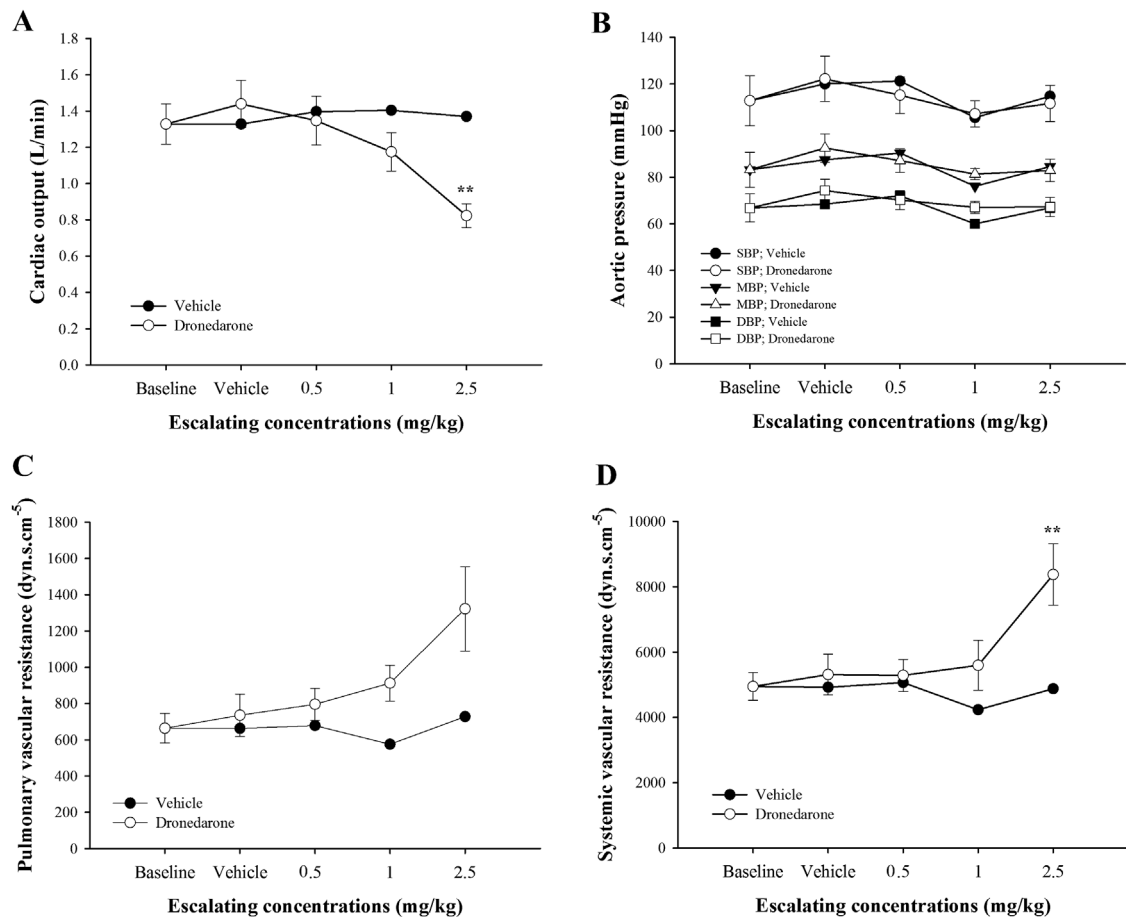 A
Cardiac output (L/min)
1.8
1.6
1.4
1.2
1.0
0.8
0.6
0.4
0.2
0.0
**
Vehicle
Dronedarone
Baseline Vehicle 0.5 1 2.5
Escalating concentrations (mg/kg)
B
Aortic pressure (mmHg)
140
120
100
80
60
40
20
0
SBP; Vehicle
SBP; Dronedarone
MBP; Vehicle
MBP; Dronedarone
DBP; Vehicle
DBP; Dronedarone
Baseline Vehicle 0.5 1 2.5
Escalating concentrations (mg/kg)
C
Pulmonary vascular resistance (dyn.s.cm⁻⁵)
1800
1600
1400
1200
1000
800
600
400
200
0
Vehicle
Dronedarone
Baseline Vehicle 0.5 1 2.5
Escalating concentrations (mg/kg)
D
Systemic vascular resistance (dyn.s.cm⁻⁵)
10000
8000
6000
4000
2000
0
**
Vehicle
Dronedarone
Baseline Vehicle 0.5 1 2.5
Escalating concentrations (mg/kg)